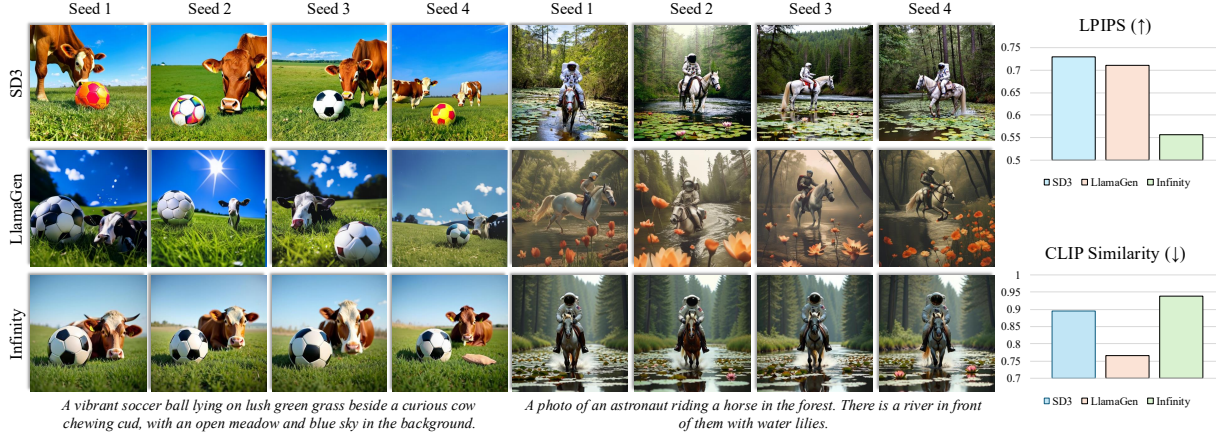 Seed 1 Seed 2 Seed 3 Seed 4 Seed 1 Seed 2 Seed 3 Seed 4
SD3
LlamaGen
Infinity
A vibrant soccer ball lying on lush green grass beside a curious cow
chewing cud, with an open meadow and blue sky in the background.
A photo of an astronaut riding a horse in the forest. There is a river in front
of them with water lilies.
LPIPS (↑)
0.75
0.7
0.65
0.6
0.55
0.5
SD3 LlamaGen Infinity
CLIP Similarity (↓)
1
0.95
0.9
0.85
0.8
0.75
0.7
SD3 LlamaGen Infinity